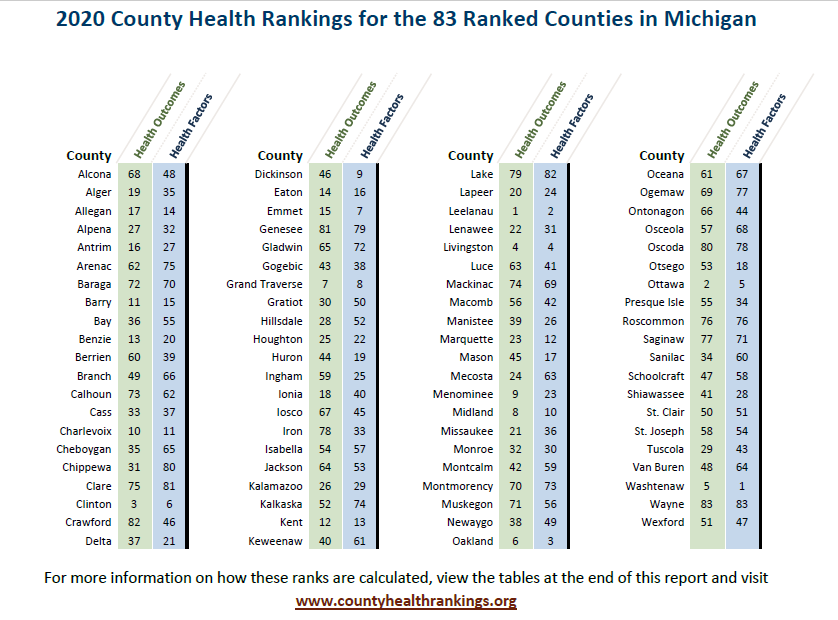 2020 County Health Rankings for the 83 Ranked Counties in Michigan
County Health Outcomes Health Factors County Health Outcomes Health Factors County Health Outcomes Health Factors County Health Outcomes Health Factors
Alcona 68 48 Dickinson 46 9 Lake 79 82 Oceana 61 67
Alger 19 35 Eaton 14 16 Lapeer 20 24 Ogemaw 69 77
Allegan 17 14 Emmet 15 7 Leelanau 1 2 Ontonagon 66 44
Alpena 27 32 Genesee 81 79 Lenawee 22 31 Osceola 57 68
Antrim 16 27 Gladwin 65 72 Livingston 4 4 Oscoda 80 78
Arenac 62 75 Gogebic 43 38 Luce 63 41 Otsego 53 18
Baraga 72 70 Grand Traverse 7 8 Mackinac 74 69 Ottawa 2 5
Barry 11 15 Gratiot 30 50 Macomb 56 42 Presque Isle 55 34
Bay 36 55 Hillsdale 28 52 Manistee 39 26 Roscommon 76 76
Benzie 13 20 Houghton 25 22 Marquette 23 12 Saginaw 77 71
Berrien 60 39 Huron 44 19 Mason 45 17 Sanilac 34 60
Branch 49 66 Ingham 59 25 Mecosta 24 63 Schoolcraft 47 58
Calhoun 73 62 Ionia 18 40 Menominee 9 23 Shiawassee 41 28
Cass 33 37 Iosco 67 45 Midland 8 10 St. Clair 50 51
Charlevoix 10 11 Iron 78 33 Missaukee 21 36 St. Joseph 58 54
Cheboygan 35 65 Isabella 54 57 Monroe 32 30 Tuscola 29 43
Chippewa 31 80 Jackson 64 53 Montcalm 42 59 Van Buren 48 64
Clare 75 81 Kalamazoo 26 29 Montmorency 70 73 Washtenaw 5 1
Clinton 3 6 Kalkaska 52 74 Muskegon 71 56 Wayne 83 83
Crawford 82 46 Kent 12 13 Newaygo 38 49 Wexford 51 47
Delta 37 21 Keweenaw 40 61 Oakland 6 3
For more information on how these ranks are calculated, view the tables at the end of this report and visit
www.countyhealthrankings.org